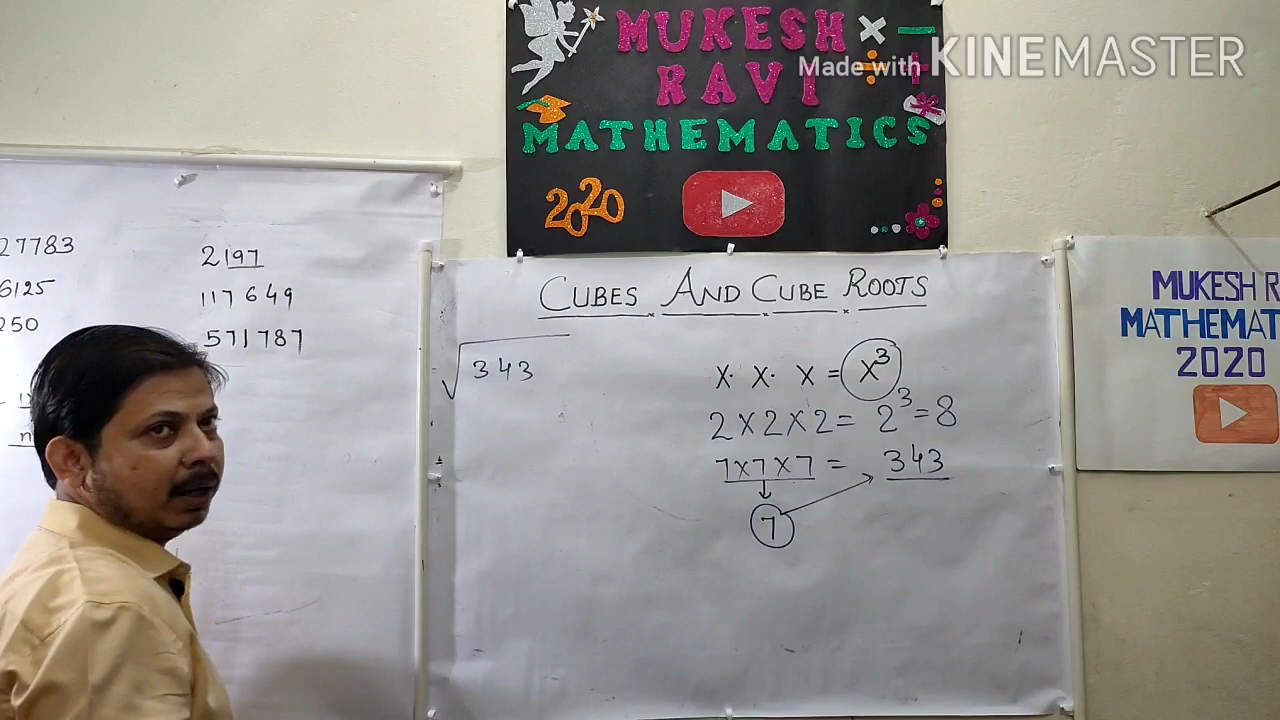 MUKESH
RAVI
MATHEMATICS
2020
Made with KINEMASTER
27783
6125
250
2197
117649
571787
CUBES AND CUBE ROOTS
√343
x. x. x = x³
2x2x2= 2³=8
7x7x7= 343
7
MUKESH R
MATHEMAT
2020